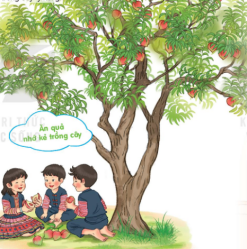 Ăn quả
nhớ kẻ trồng cây